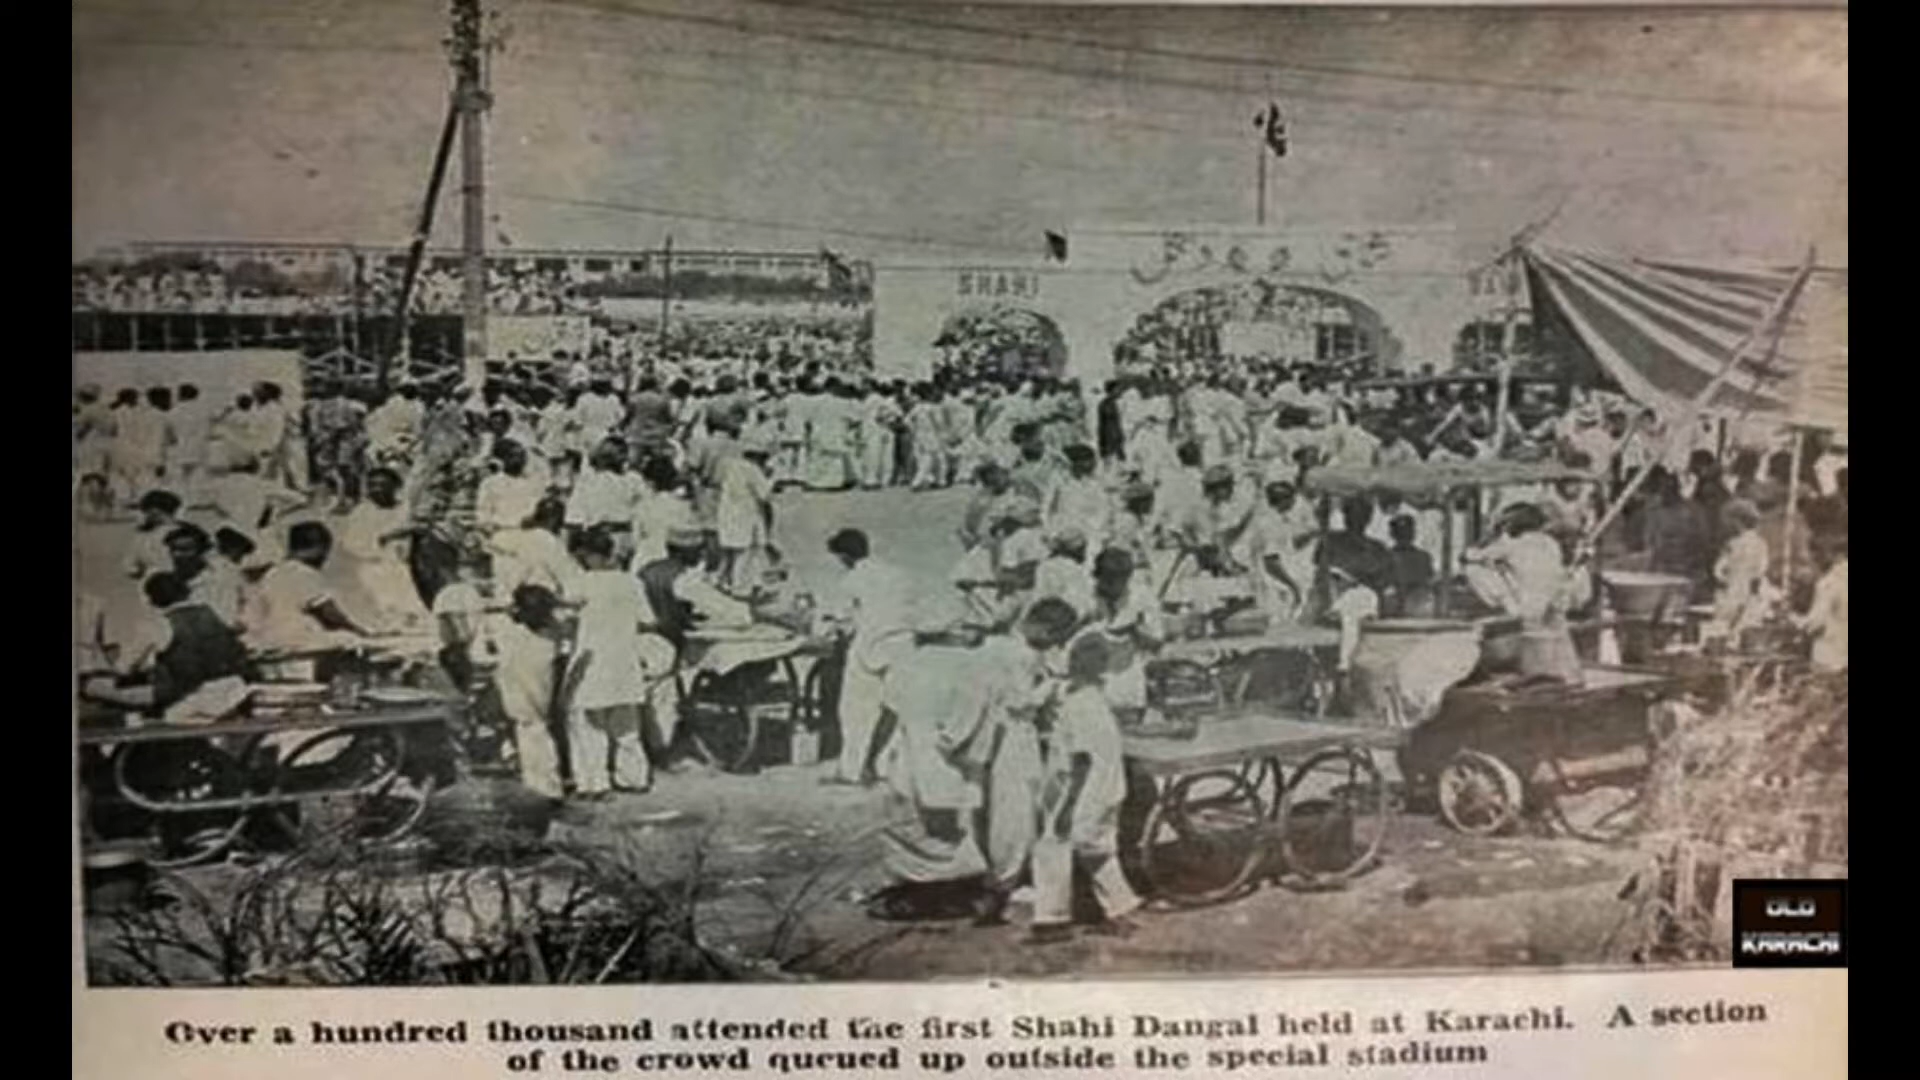 SHAHI
Over a hundred thousand attended the first Shahi Dangal held at Karachi. A section
of the crowd queued up outside the special stadium
OLD
KARACHI